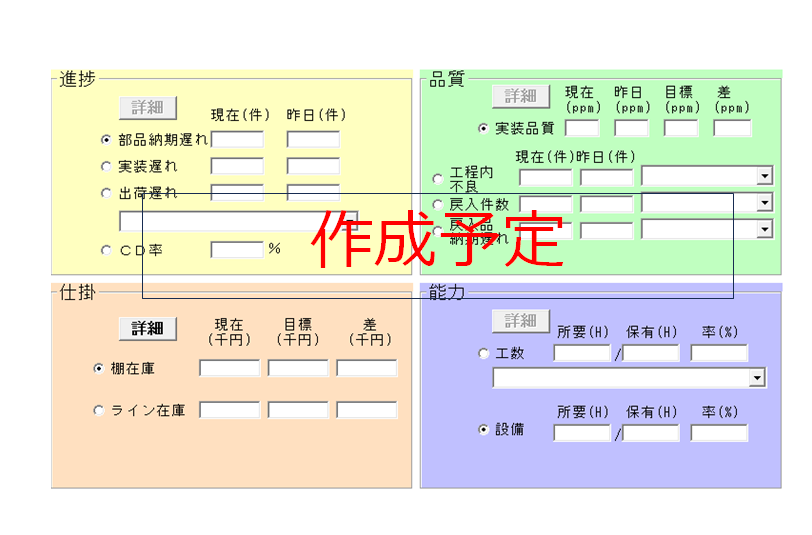 進捗
詳細
現在(件) 昨日(件)
部品納期遅れ
実装遅れ
出荷遅れ
ＣＤ率 %
品質
詳細
現在 昨日 目標 差
(ppm) (ppm) (ppm) (ppm)
実装品質
現在(件)昨日(件)
工程内
不良
戻入件数
戻入品
納期遅れ
作成予定
仕掛
詳細
現在 目標 差
(千円) (千円) (千円)
棚在庫
ライン在庫
能力
詳細
所要(H) 保有(H) 率(%)
工数 /
所要(H) 保有(H) 率(%)
設備 /